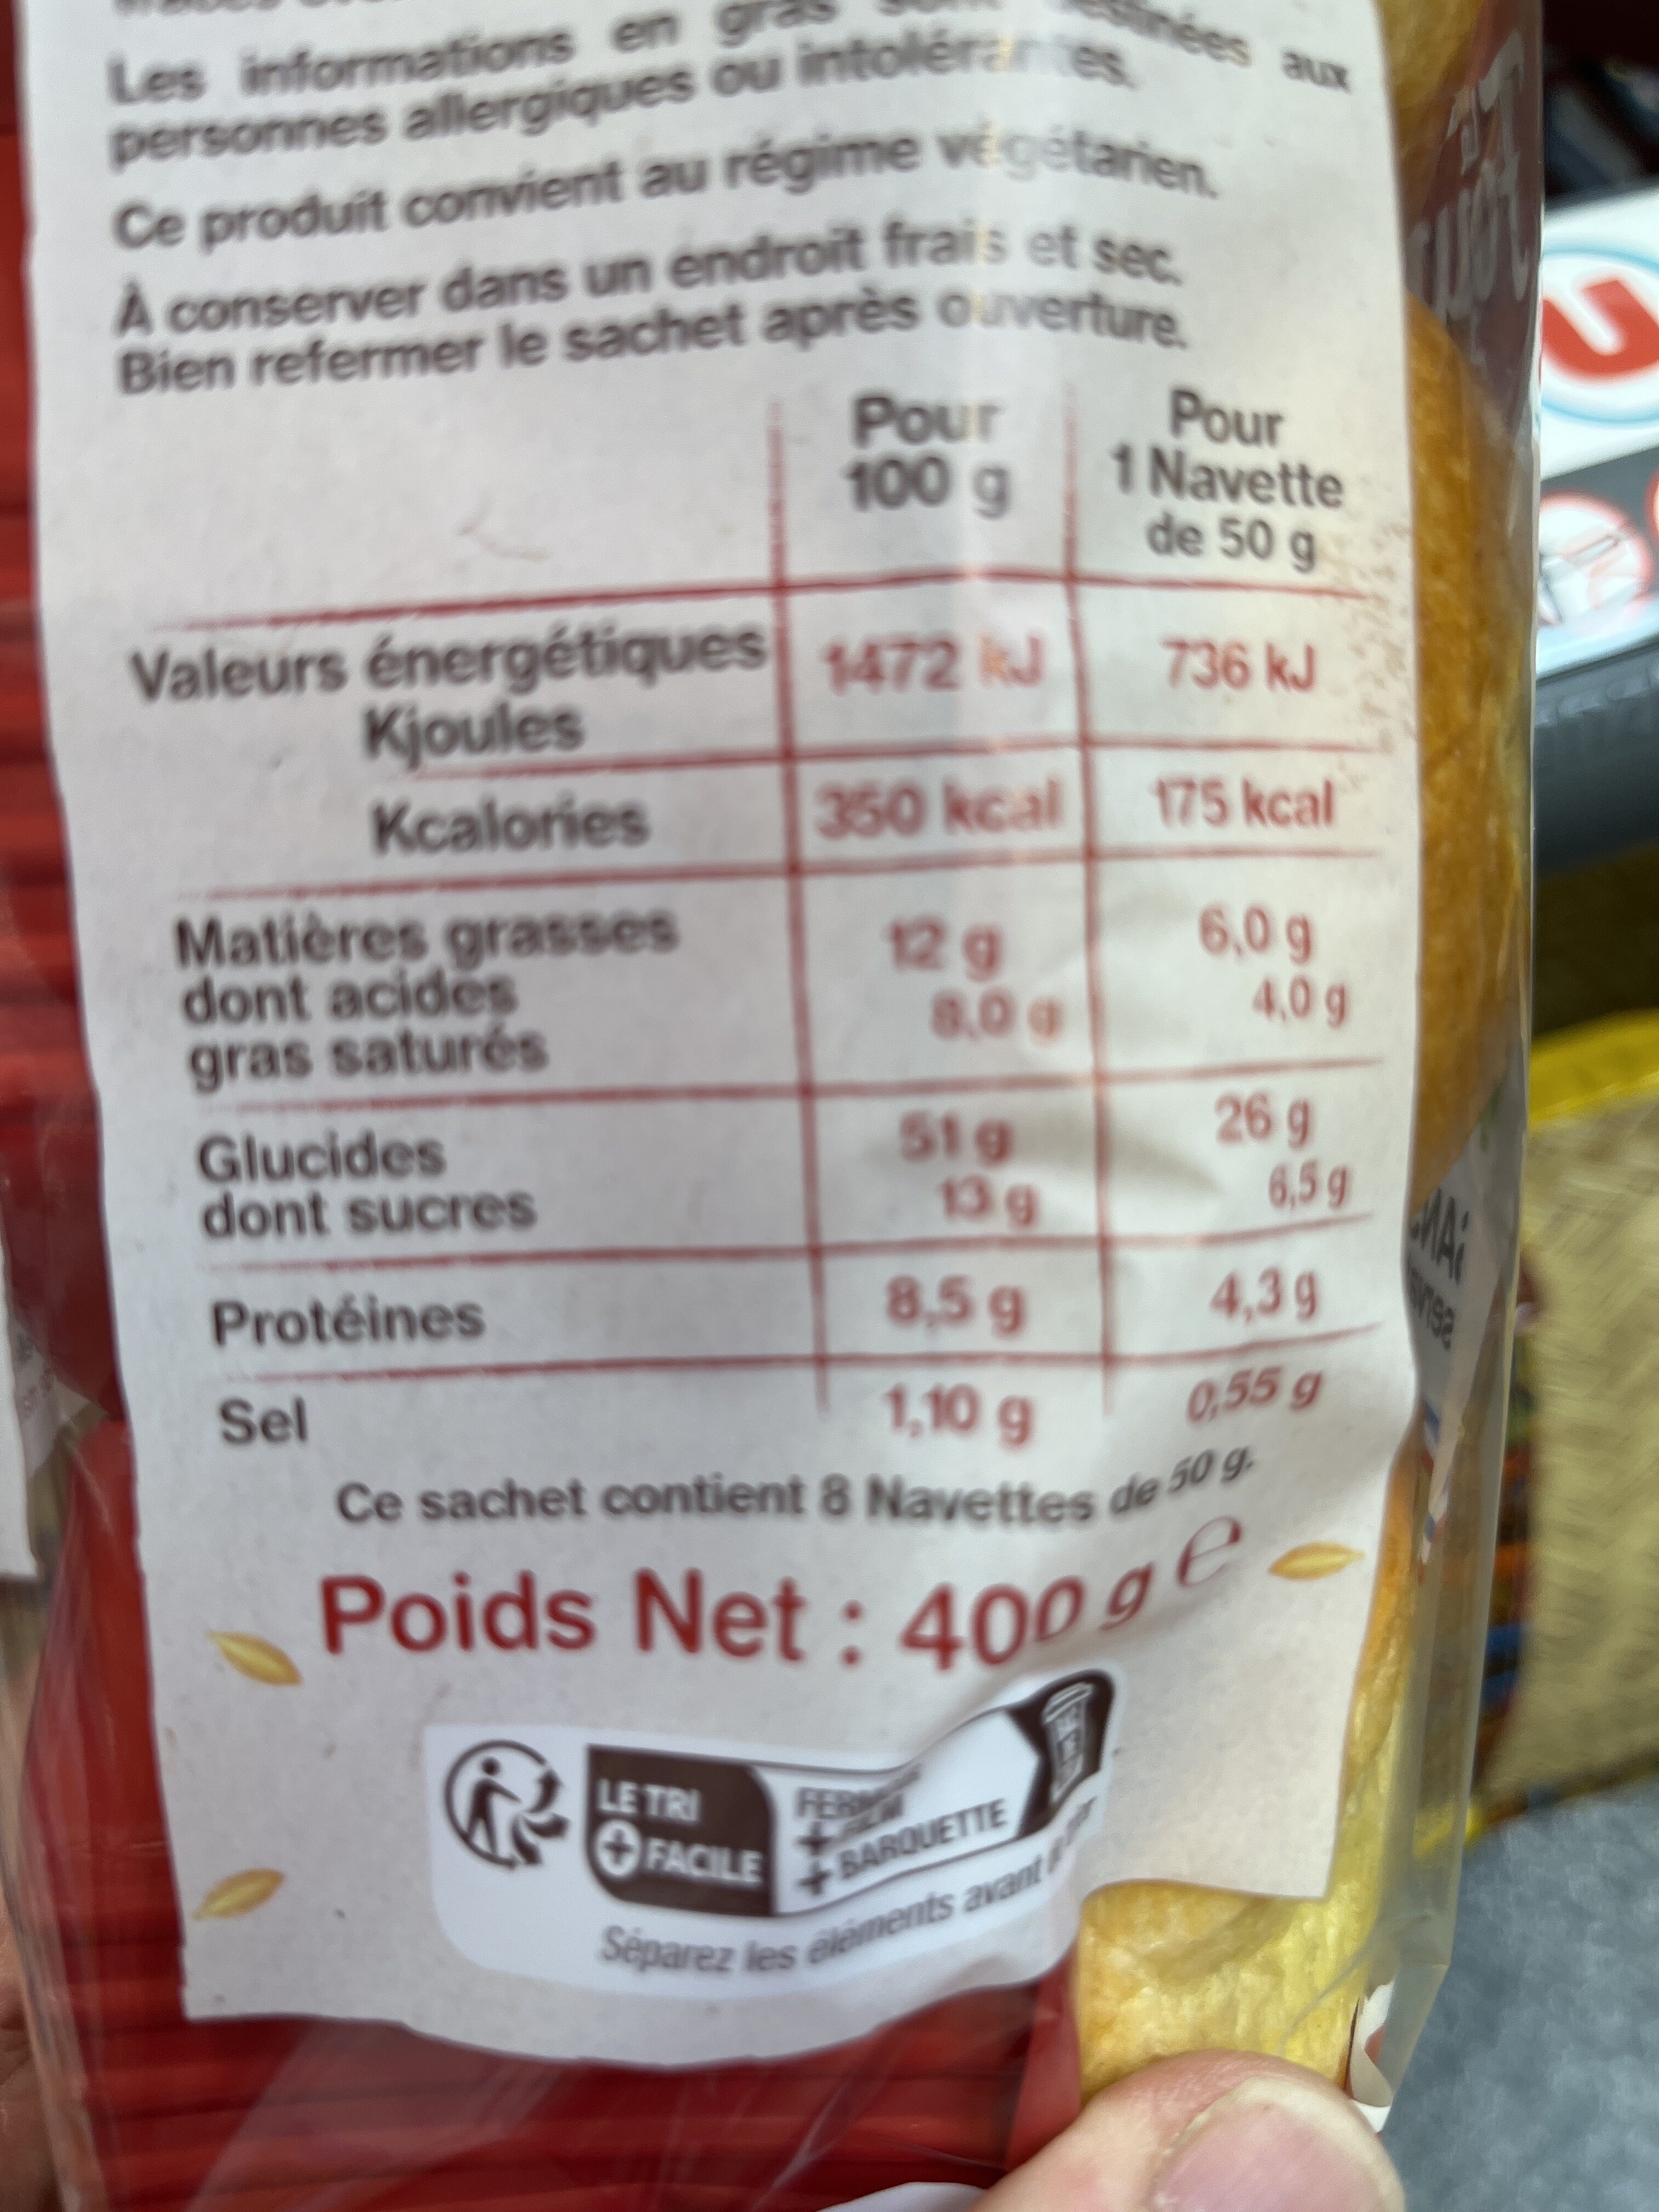 Les informations en gras sont destinées aux
personnes allergiques ou intolérantes.
Ce produit convient au régime végétarien.
À conserver dans un endroit frais et sec.
Bien refermer le sachet après ouverture.
Pour 100 g
Pour 1 Navette de 50 g
Valeurs énergétiques Kjoules 1472 kJ 736 kJ
Kcalories 350 kcal 175 kcal
Matières grasses 12 g 6,0 g
dont acides gras saturés 8,0 g 4,0 g
Glucides 51 g 26 g
dont sucres 13 g 6,5 g
Protéines 8,5 g 4,3 g
Sel 1,10 g 0,55 g
Ce sachet contient 8 Navettes de 50 g.
Poids Net : 400 g e
LE TRI
+ FACILE
+
+ BARQUETTE
Séparez les éléments avant
U